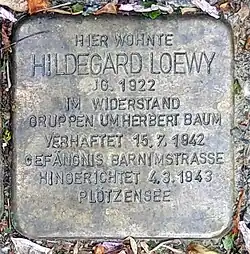 HIER WOHNTE
HILDEGARD LOEWY
JG. 1922
IM WIDERSTAND
GRUPPEN UM HERBERT BAUM
VERHAFTET 15.7.1942
GEFÄNGNIS BARNIMSTRASSE
HINGERICHTET 4.3.1943
PLÖTZENSEE